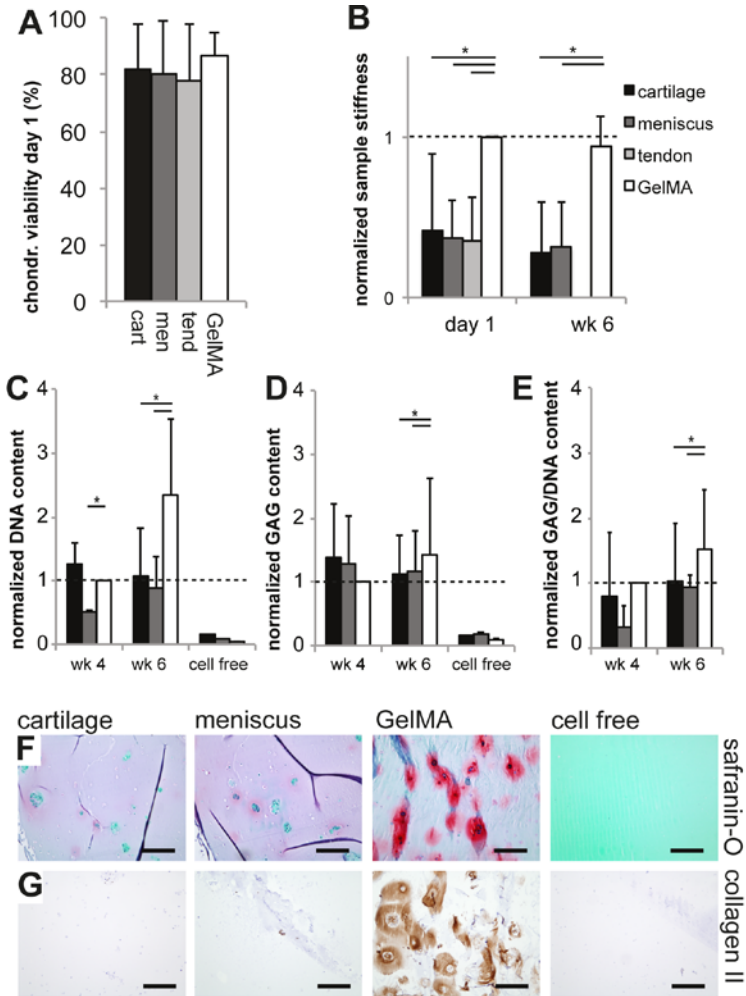 A
chondr. viability day 1 (%)
100
80
60
40
20
0
cart
men
tend
GelMA
B
normalized sample stiffness
1
0
*
*
day 1
wk 6
cartilage
meniscus
tendon
GelMA
C
normalized DNA content
4
3
2
1
0
*
*
wk 4
wk 6
cell free
D
normalized GAG content
4
3
2
1
0
*
wk 4
wk 6
cell free
E
normalized GAG/DNA content
4
3
2
1
0
*
wk 4
wk 6
cartilage
meniscus
GelMA
cell free
F
safranin-O
G
collagen II